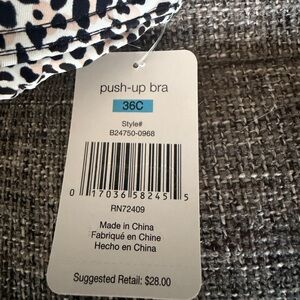 push-up bra
36C
Style#
B24750-0968
0 17036 58245 5
RN72409
Made in China
Fabriqué en Chine
Hecho en China
Suggested Retail: $28.00